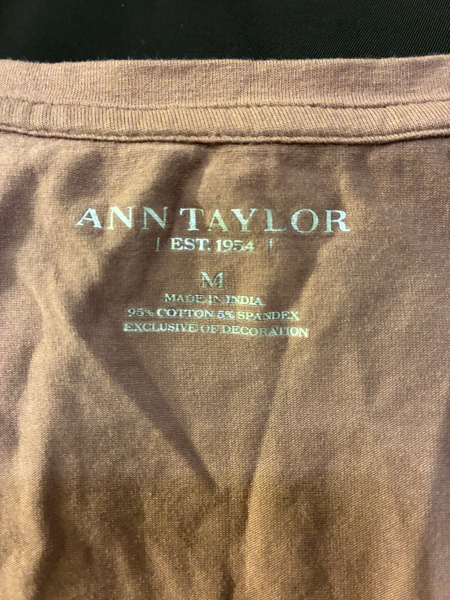 ANN TAYLOR
| EST. 1954 |
M
MADE IN INDIA
95% COTTON 5% SPANDEX
EXCLUSIVE OF DECORATION